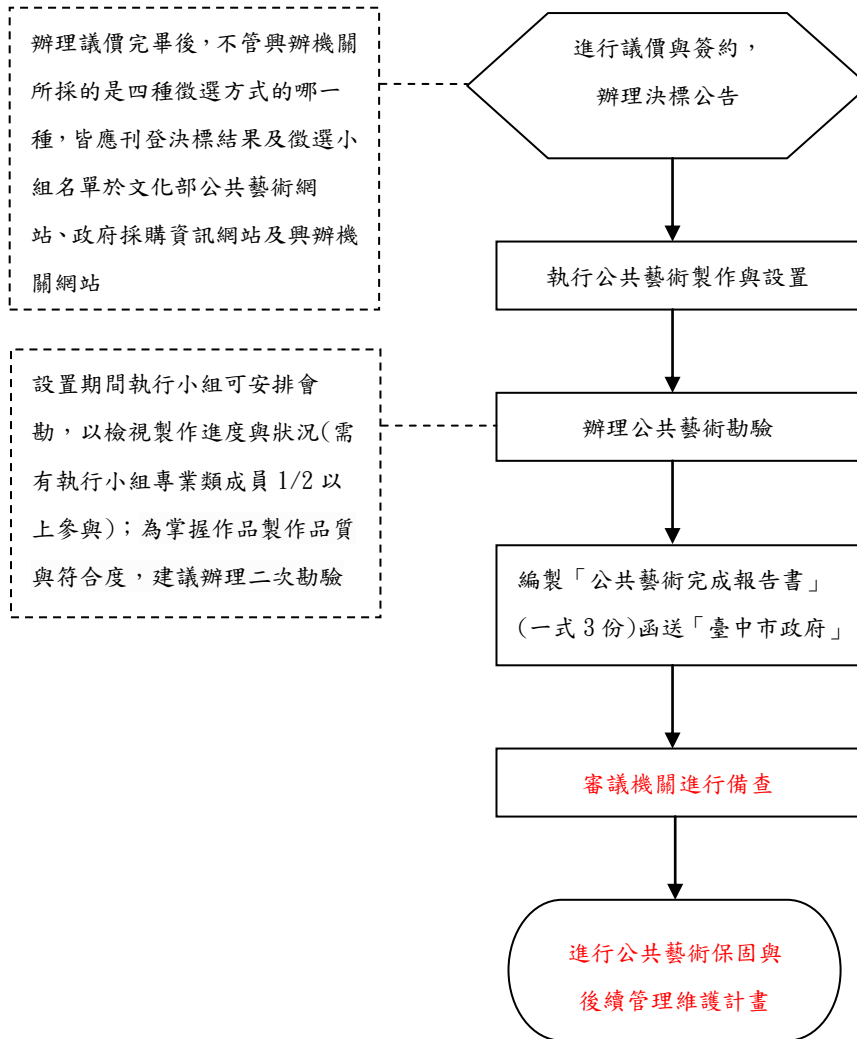 辦理議價完畢後，不管興辦機關
所採的是四種徵選方式的哪一
種，皆應刊登決標結果及徵選小
組名單於文化部公共藝術網
站、政府採購資訊網站及興辦機
關網站
進行議價與簽約，
辦理決標公告
執行公共藝術製作與設置
設置期間執行小組可安排會
勘，以檢視製作進度與狀況(需
有執行小組專業類成員 1/2 以
上參與)；為掌握作品製作品質
與符合度，建議辦理二次勘驗
辦理公共藝術勘驗
編製「公共藝術完成報告書」
(一式 3 份)函送「臺中市政府」
審議機關進行備查
進行公共藝術保固與
後續管理維護計畫